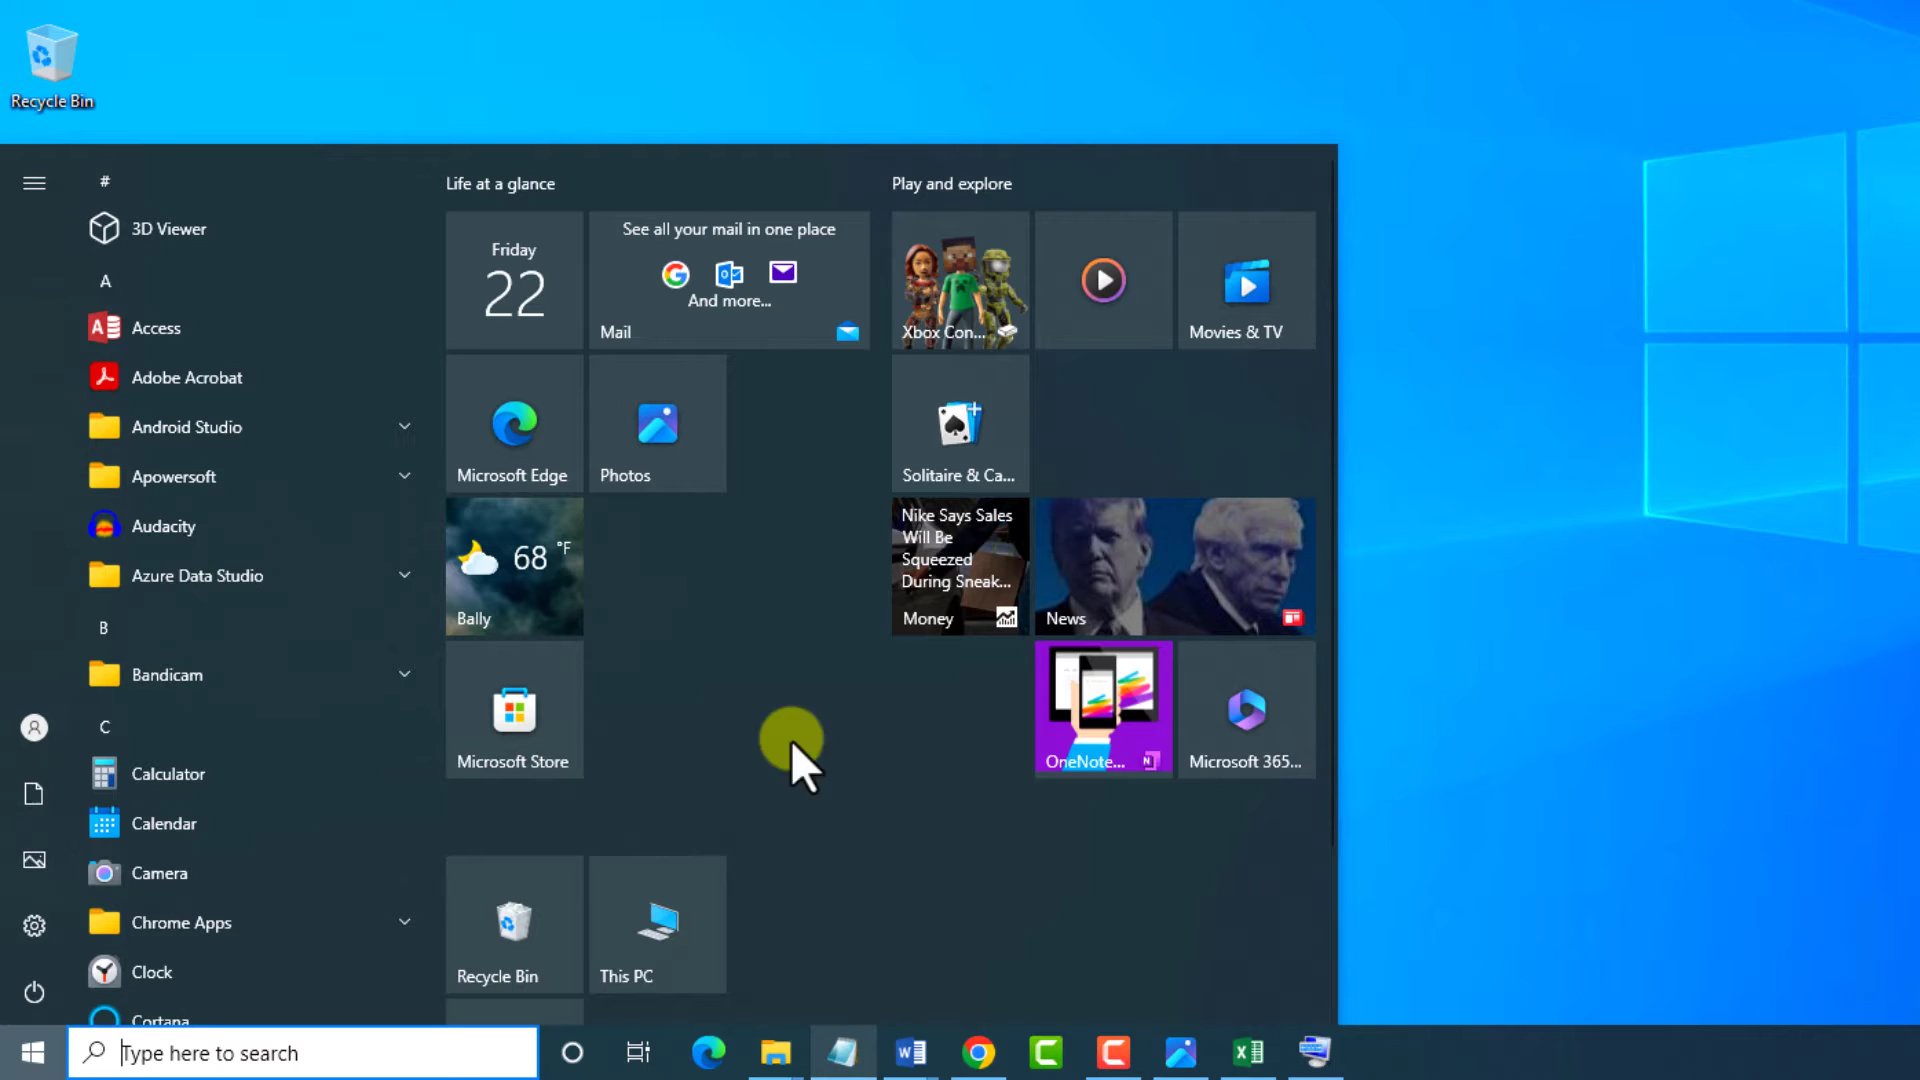 Recycle Bin
#
3D Viewer
A
Access
Adobe Acrobat
Android Studio
Apowersoft
Audacity
Azure Data Studio
B
Bandicam
C
Calculator
Calendar
Camera
Chrome Apps
Clock
Cortana
Life at a glance
Friday
22
See all your mail in one place
And more...
Mail
Microsoft Edge
Photos
68 °F
Bally
Microsoft Store
Recycle Bin
This PC
Play and explore
Xbox Con...
Movies & TV
Solitaire & Ca...
Nike Says Sales
Will Be
Squeezed
During Sneak...
Money
News
OneNote...
Microsoft 365...
Type here to search